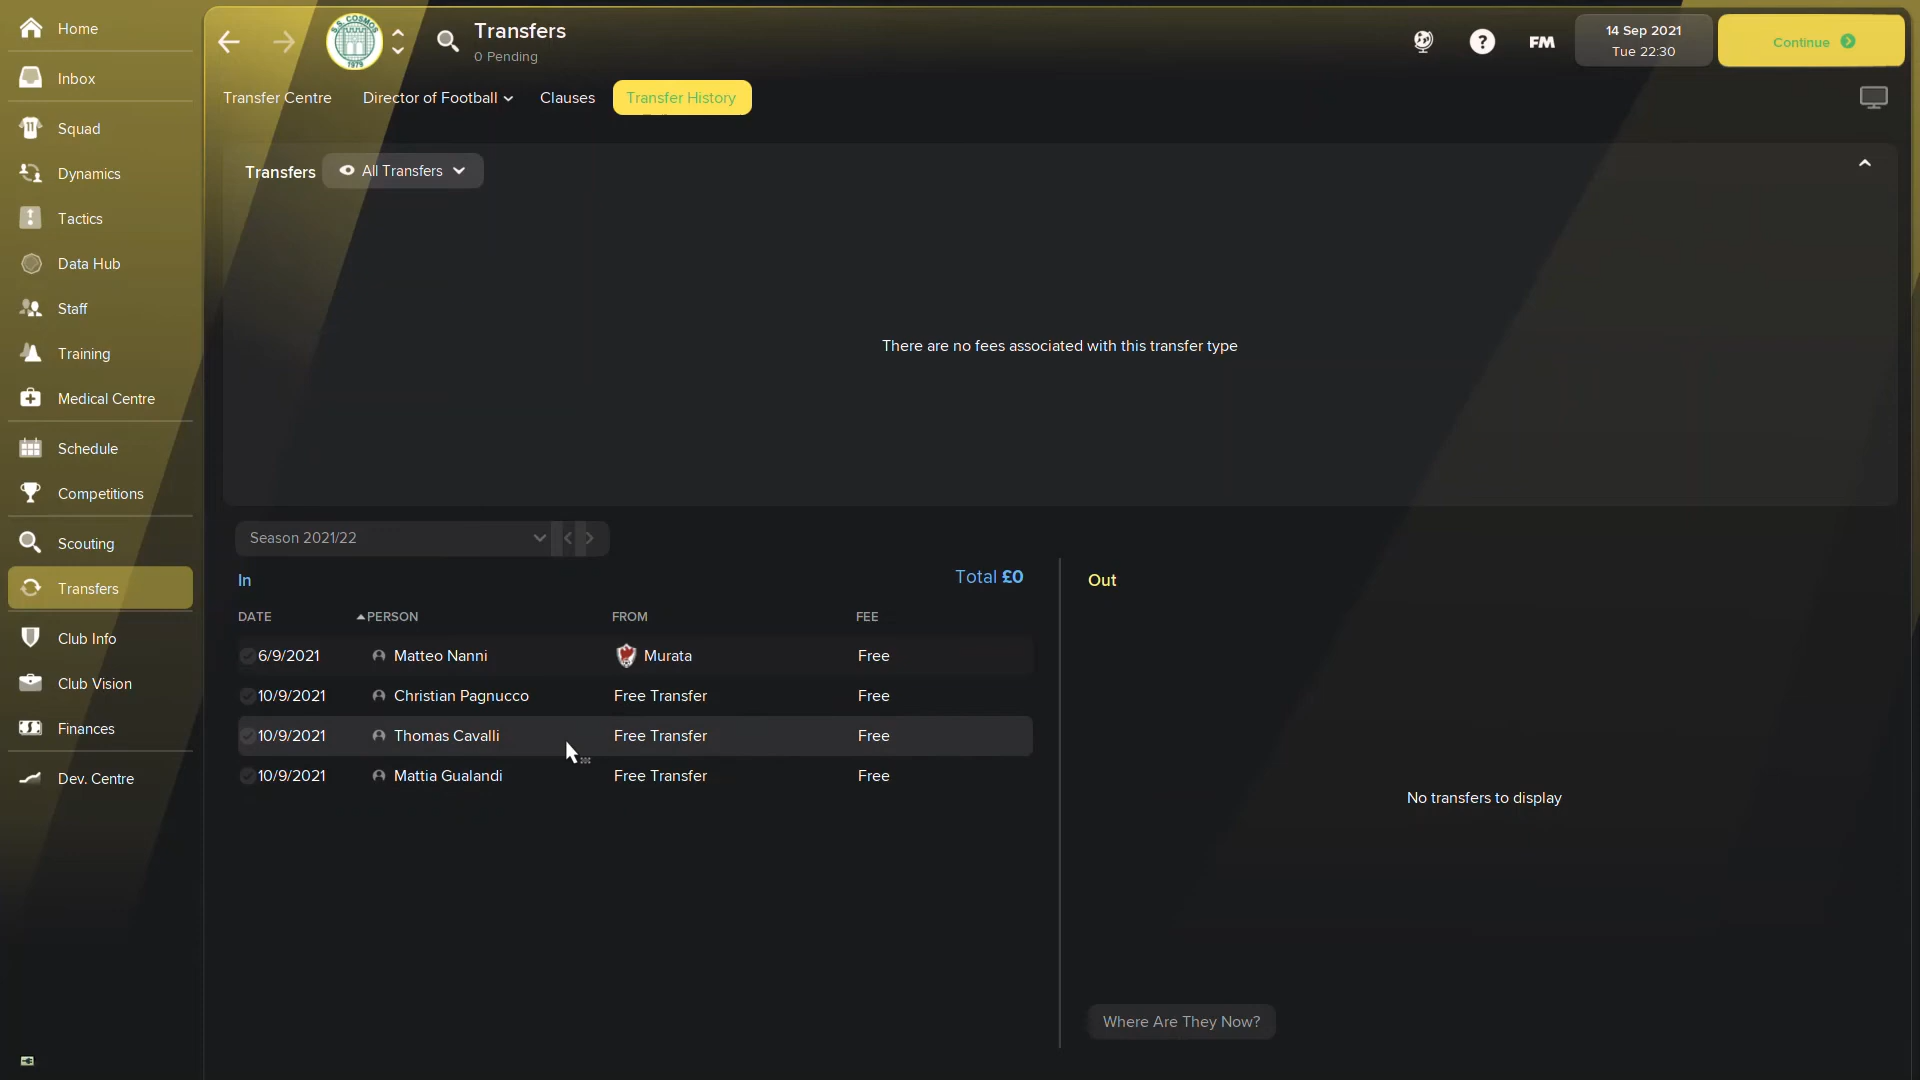 Home
Inbox
Squad
Dynamics
Tactics
Data Hub
Staff
Training
Medical Centre
Schedule
Competitions
Scouting
Transfers
Club Info
Club Vision
Finances
Dev. Centre
S.S. COSMOS
1979
Transfers
0 Pending
?
FM
14 Sep 2021
Tue 22:30
Continue
Transfer Centre
Director of Football
Clauses
Transfer History
Transfers
All Transfers
There are no fees associated with this transfer type
Season 2021/22
In
Total £0
DATE PERSON FROM FEE
6/9/2021 Matteo Nanni Murata Free
10/9/2021 Christian Pagnucco Free Transfer Free
10/9/2021 Thomas Cavalli Free Transfer Free
10/9/2021 Mattia Gualandi Free Transfer Free
Out
No transfers to display
Where Are They Now?